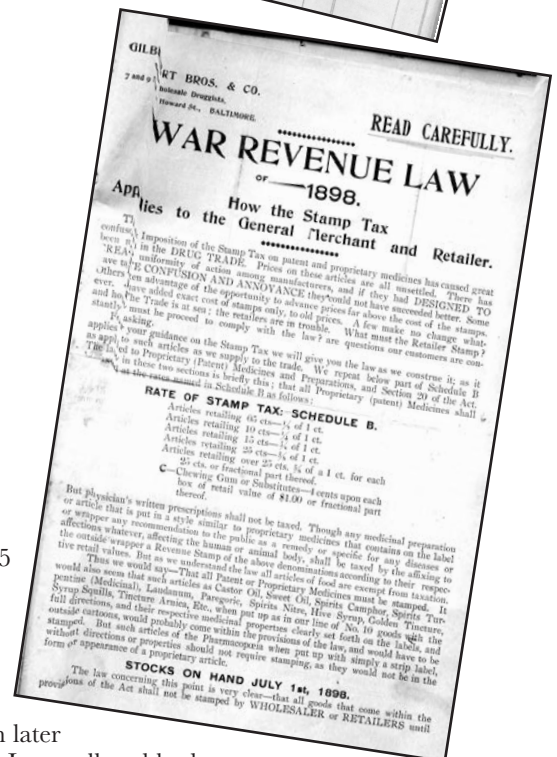 GILB RT BROS. & CO.
7 and 9 Howard St., BALTIMORE.
Wholesale Druggists,
READ CAREFULLY.
WAR REVENUE LAW
OF — 1898.
How the Stamp Tax
Applies to the General Merchant and Retailer.
Imposition of the Stamp Tax on patent and proprietary medicines has caused great
in the DRUG TRADE. Prices on these articles are all unsettled. There has
uniformity of action among manufacturers, and if they had DESIGNED TO
CONFUSION AND ANNOYANCE they could not have succeeded better. Some
advantage of the opportunity to advance prices far above the cost of the stamps.
have added exact cost of stamps only, to old prices. A few make no change what-
ever. The Trade is at sea; the retailers are in trouble. What must the Retailer Stamp?
and how must he proceed to comply with the law? are questions our customers are con-
asking.
your guidance on the Stamp Tax we will give you the law as we construe it; as it
applies to such articles as we supply to the trade. We repeat below part of Schedule B
as applied to Proprietary (Patent) Medicines and Preparations, and Section 20 of the Act.
The law in these two sections is briefly this; that all Proprietary (patent) Medicines shall
at the rates named in Schedule B as follows:
RATE OF STAMP TAX: SCHEDULE B.
Articles retailing 05 cts—⅛ of 1 ct.
Articles retailing 10 cts—¼ of 1 ct.
Articles retailing 15 cts—⅜ of 1 ct.
Articles retailing 25 cts—⅝ of 1 ct.
Articles retailing over 25 cts. ⅝ of a 1 ct. for each
25 cts. or fractional part thereof.
C—Chewing Gum or Substitutes—4 cents upon each
box of retail value of $1.00 or fractional part
thereof.
But physician's written prescriptions shall not be taxed. Though any medicinal preparation
or article that is put in a style similar to proprietary medicines that contains on the label
or wrapper any recommendation to the public as a remedy or specific for any diseases or
affections whatever, affecting the human or animal body, shall be taxed by the affixing to
the outside wrapper a Revenue Stamp of the above denominations according to their respec-
tive retail values. But as we understand the law all articles of food are exempt from taxation.
Thus we would say—That all Patent or Proprietary Medicines must be stamped. It
would also seem that such articles as Castor Oil, Sweet Oil, Spirits Camphor, Spirits Tur-
pentine (Medicinal), Laudanum, Paregoric, Spirits Nitre, Hive Syrup, Golden Tincture,
Syrup Squills, Tincture Arnica, Etc., when put up as in our line of No. 10 goods with the
full directions, and their respective medicinal properties clearly set forth on the labels, and
outside cartoons, would probably come within the provisions of the law, and would have to be
stamped. But such articles of the Pharmacopœia when put up with simply a strip label,
without directions or properties should not require stamping, as they would not be in the
form or appearance of a proprietary article.
STOCKS ON HAND JULY 1st, 1898.
The law concerning this point is very clear—that all goods that come within the
provisions of the Act shall not be stamped by WHOLESALER or RETAILERS until
5
later